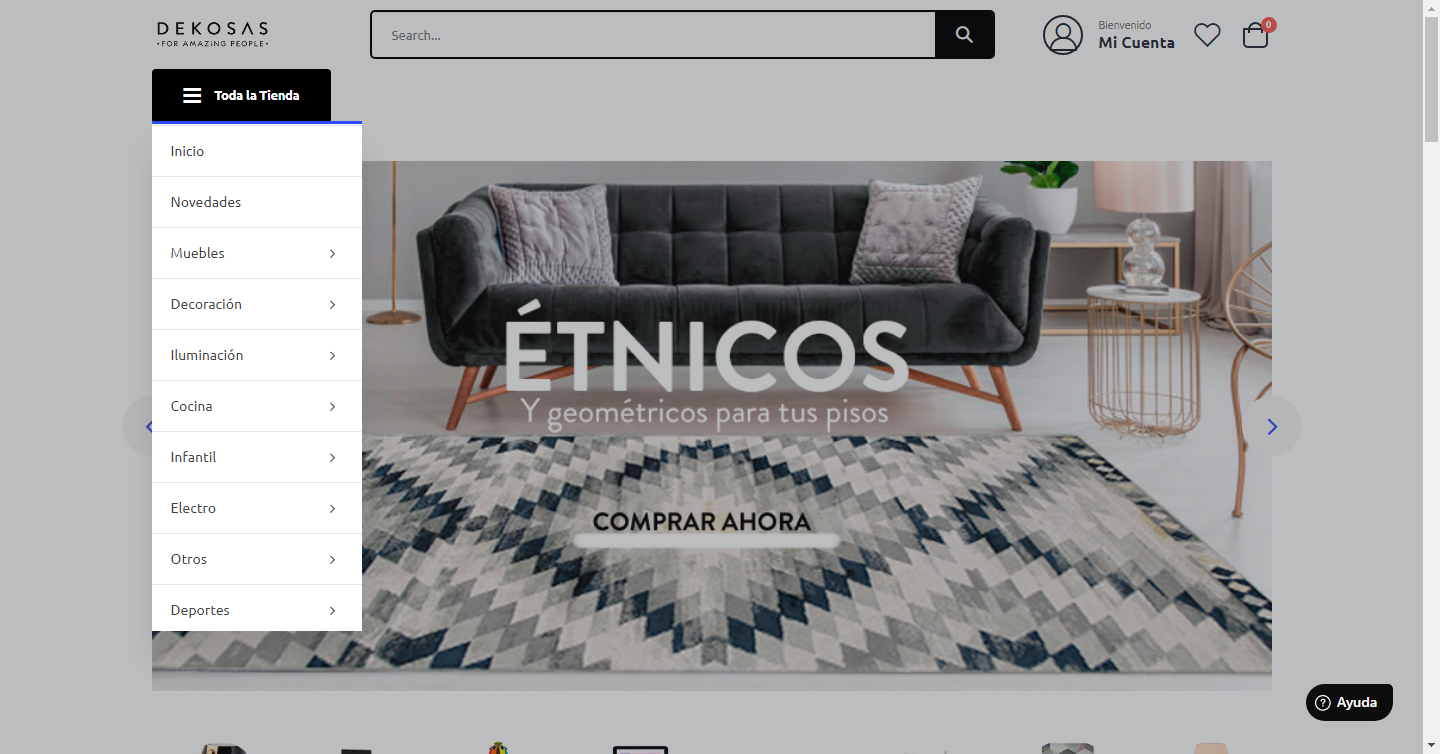 DEKOSAS
•FOR AMAZiNG PEOPLE•
Search...
Bienvenido
Mi Cuenta
0
Toda la Tienda
Inicio
Novedades
Muebles
Decoración
Iluminación
Cocina
Infantil
Electro
Otros
Deportes
ÉTNICOS
Y geométricos para tus pisos
COMPRAR AHORA
Ayuda